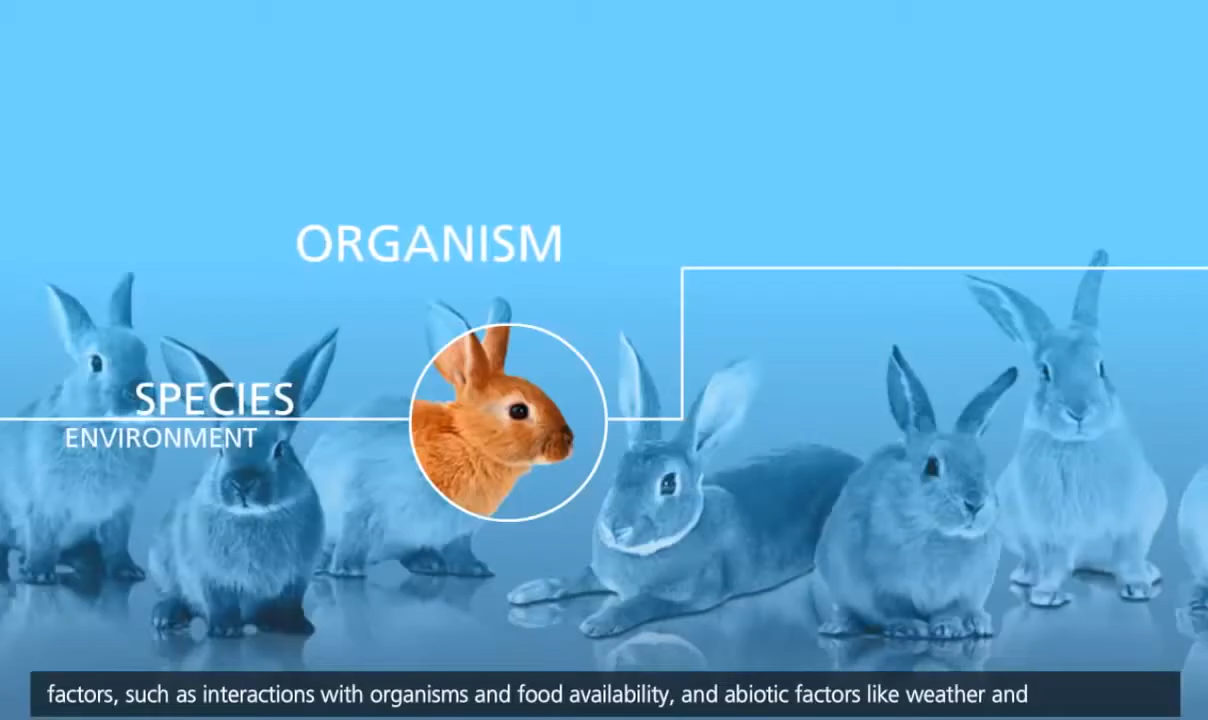 ORGANISM
SPECIES
ENVIRONMENT
factors, such as interactions with organisms and food availability, and abiotic factors like weather and